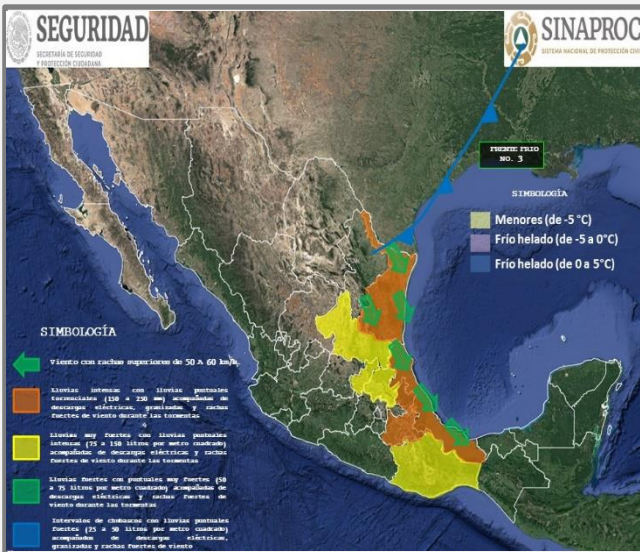 SEGURIDAD
SECRETARÍA DE SEGURIDAD
Y PROTECCIÓN CIUDADANA
SINAPROC
SISTEMA NACIONAL DE PROTECCIÓN CIVI
FRENTE FRIO
NO. 3
SIMBOLOGÍA
Menores (de -5 °C)
Frío helado (de -5 a 0°C)
Frío helado (de 0 a 5°C)
SIMBOLOGÍA
Viento con rachas superiores de 50 A 60 km/h.
Lluvias intensas con lluvias puntuales
torrenciales (150 a 250 mm) acompañadas de
descargas eléctricas, granizadas y rachas
fuertes de viento durante las tormentas
Lluvias muy fuertes con lluvias puntuales
intensas (75 a 150 litros por metro cuadrado)
acompañadas de descargas eléctricas y rachas
fuertes de viento durante las tormentas
Lluvias fuertes con puntuales muy fuertes (50
a 75 litros por metro cuadrado) acompañadas de
descargas eléctricas y rachas fuertes de
viento durante las tormentas
Intervalos de chubascos con lluvias puntuales
fuertes (25 a 50 litros por metro cuadrado)
acompañados de descargas eléctricas,
granizadas y rachas fuertes de viento